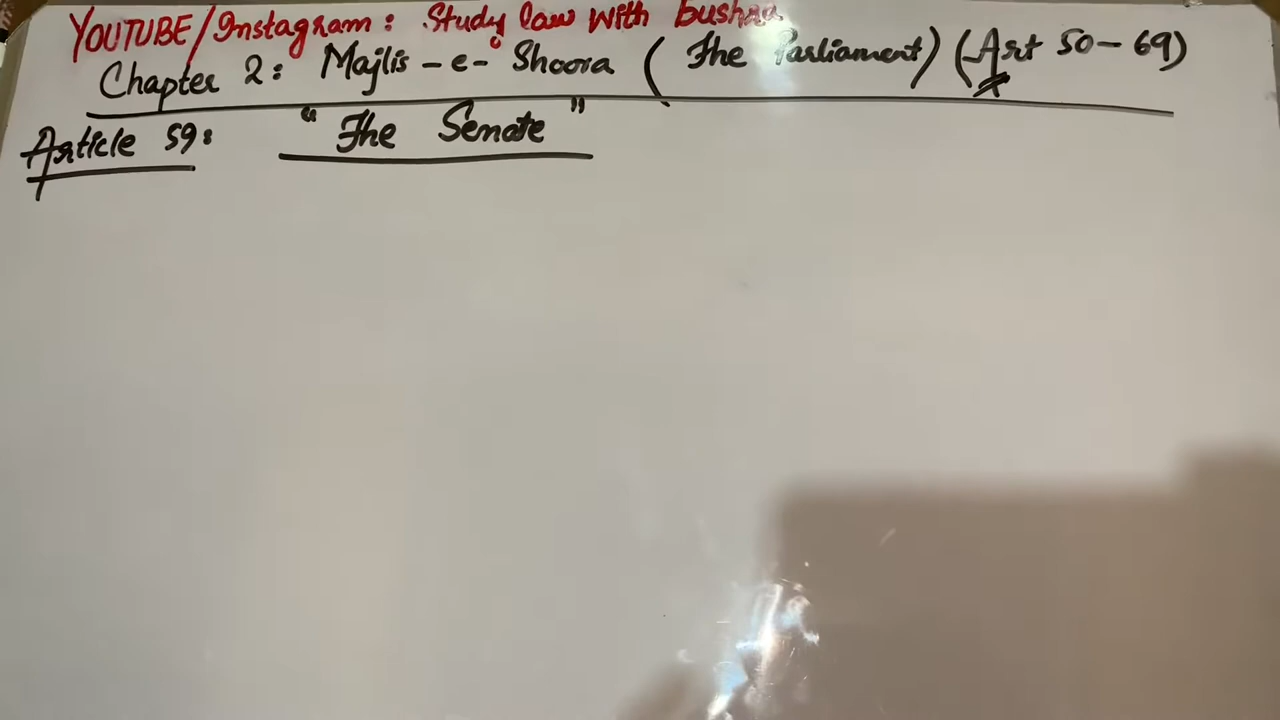 YOUTUBE/Instagram: Study law with bushra
Chapter 2: Majlis-e-Shoora (The Parliament) (Art 50-69)
Article 59: "The Senate"